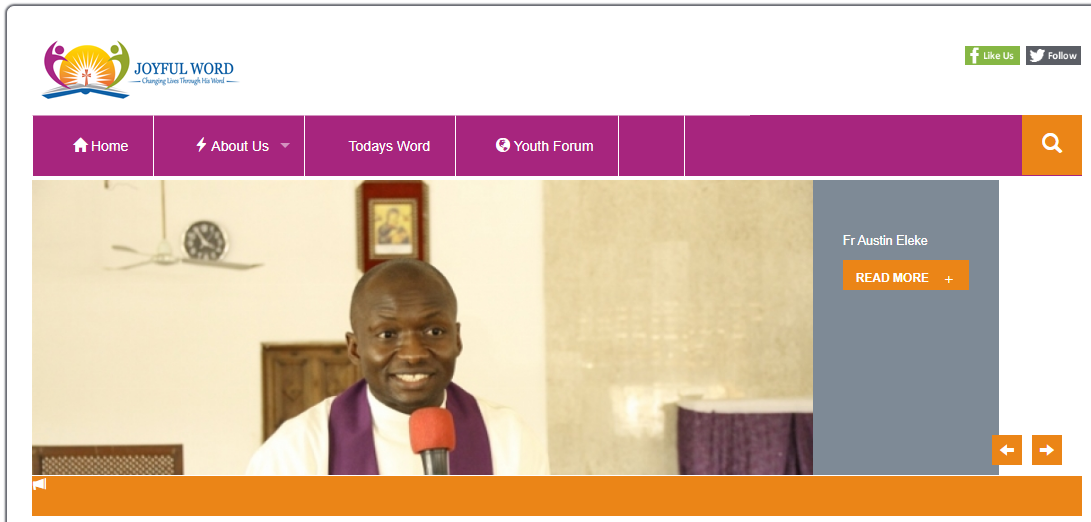 JOYFUL WORD
Changing Lives Through His Word
Like Us
Follow
Home
About Us
Todays Word
Youth Forum
Fr Austin Eleke
READ MORE +